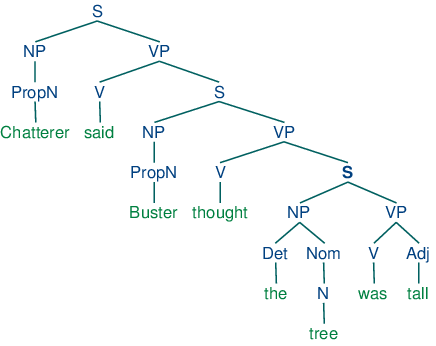 S
NP VP
PropN V S
Chatterer said NP VP
PropN V S
Buster thought NP VP
Det Nom V Adj
the N was tall
tree